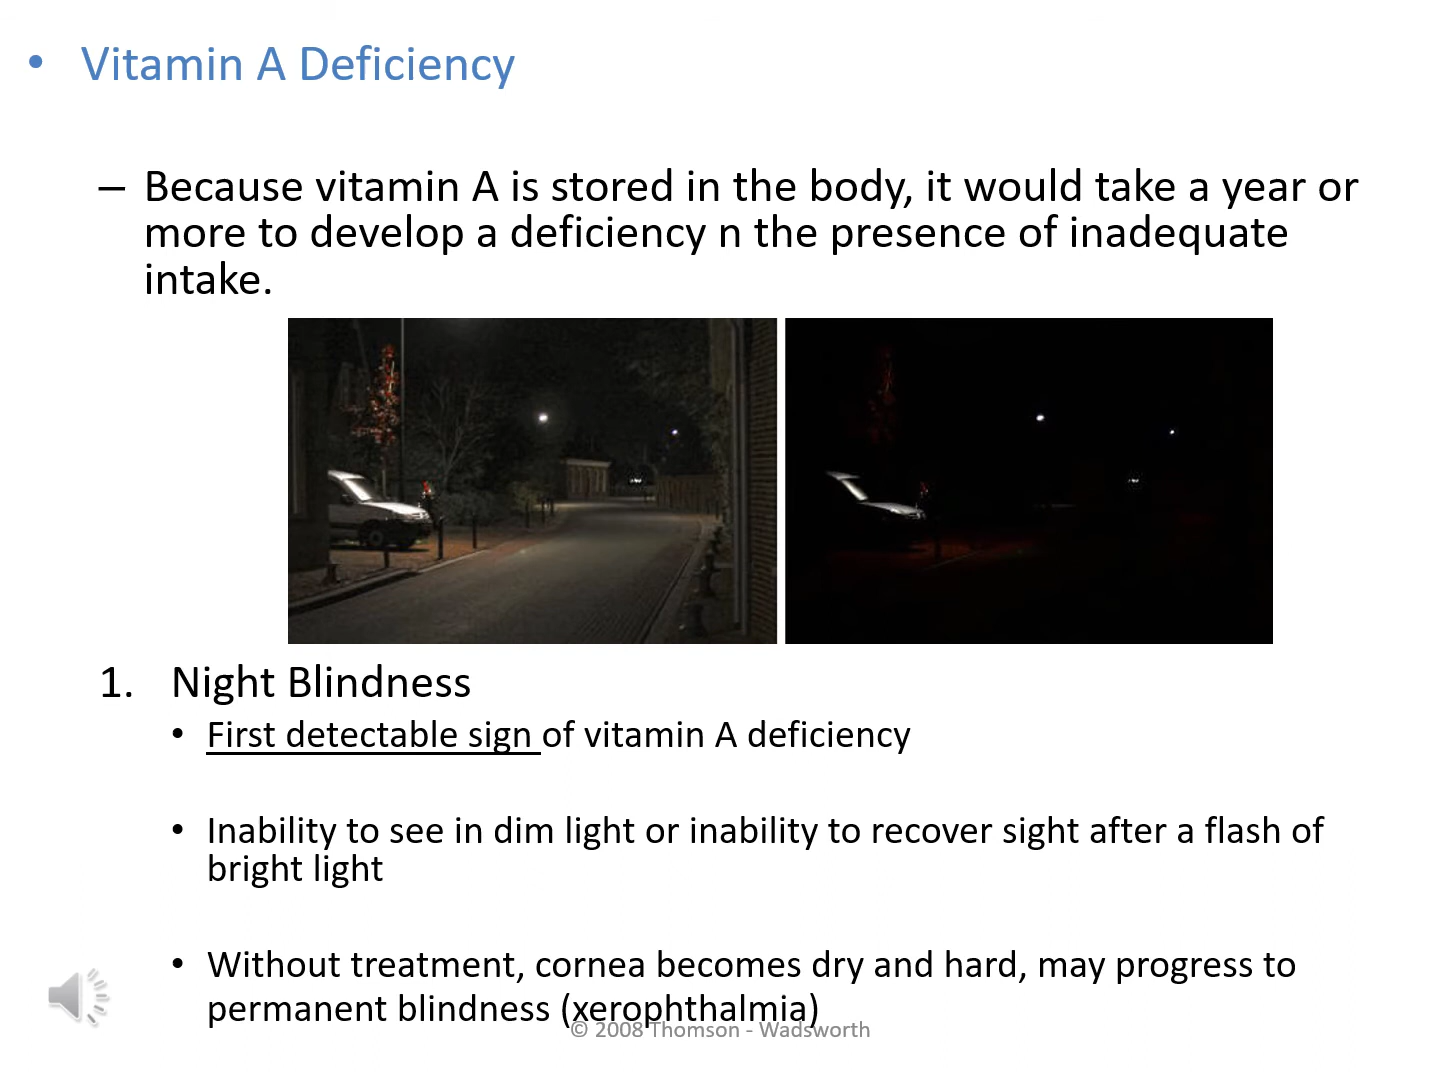 • Vitamin A Deficiency
– Because vitamin A is stored in the body, it would take a year or
more to develop a deficiency n the presence of inadequate
intake.
1. Night Blindness
• First detectable sign of vitamin A deficiency
• Inability to see in dim light or inability to recover sight after a flash of
bright light
• Without treatment, cornea becomes dry and hard, may progress to
permanent blindness (xerophthalmia)
© 2008 Thomson - Wadsworth